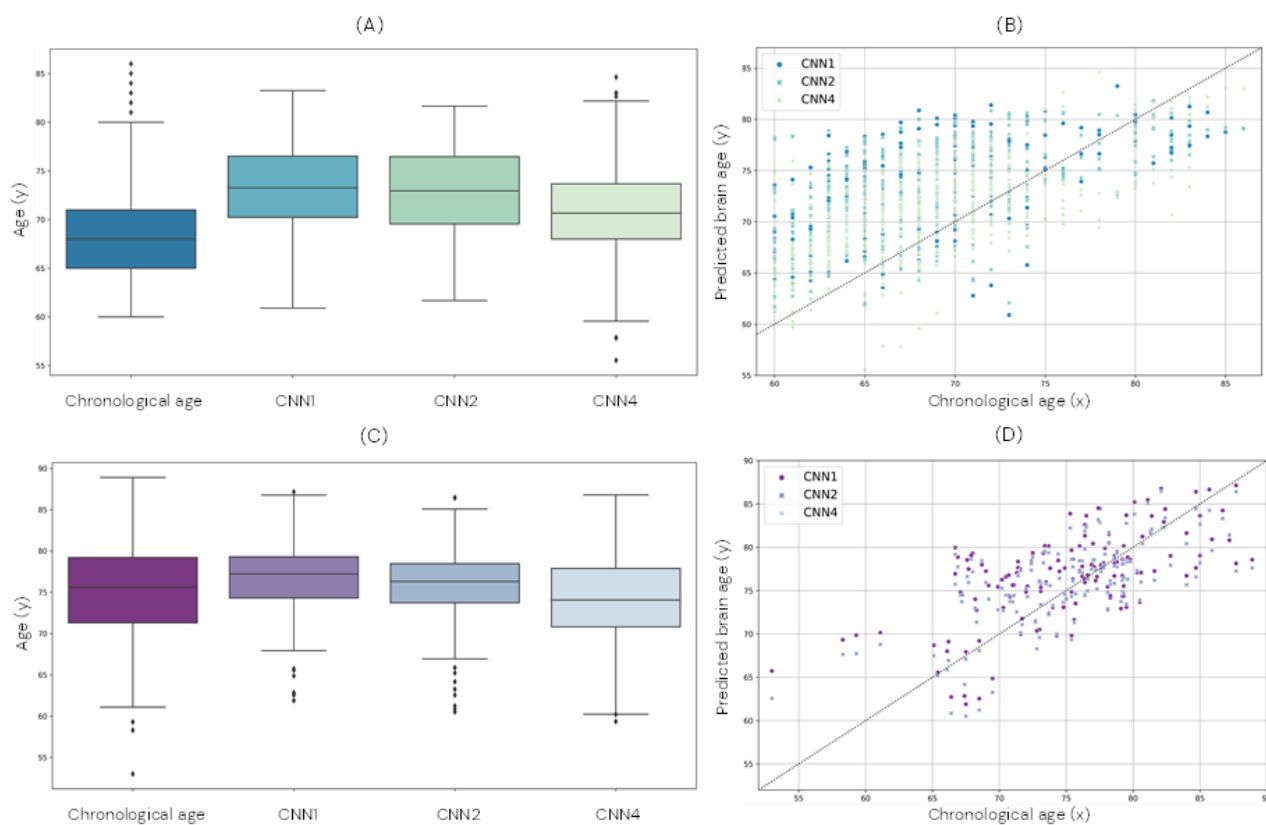 (A)
85
80
75
70
65
60
55
Age (y)
Chronological age
CNN1
CNN2
CNN4
(B)
CNN1
CNN2
CNN4
85
80
75
70
65
60
55
Predicted brain age (y)
60
65
70
75
80
85
Chronological age (x)
(C)
90
85
80
75
70
65
60
55
Age (y)
Chronological age
CNN1
CNN2
CNN4
(D)
CNN1
CNN2
CNN4
90
85
80
75
70
65
60
55
Predicted brain age (y)
55
60
65
70
75
80
85
Chronological age (x)